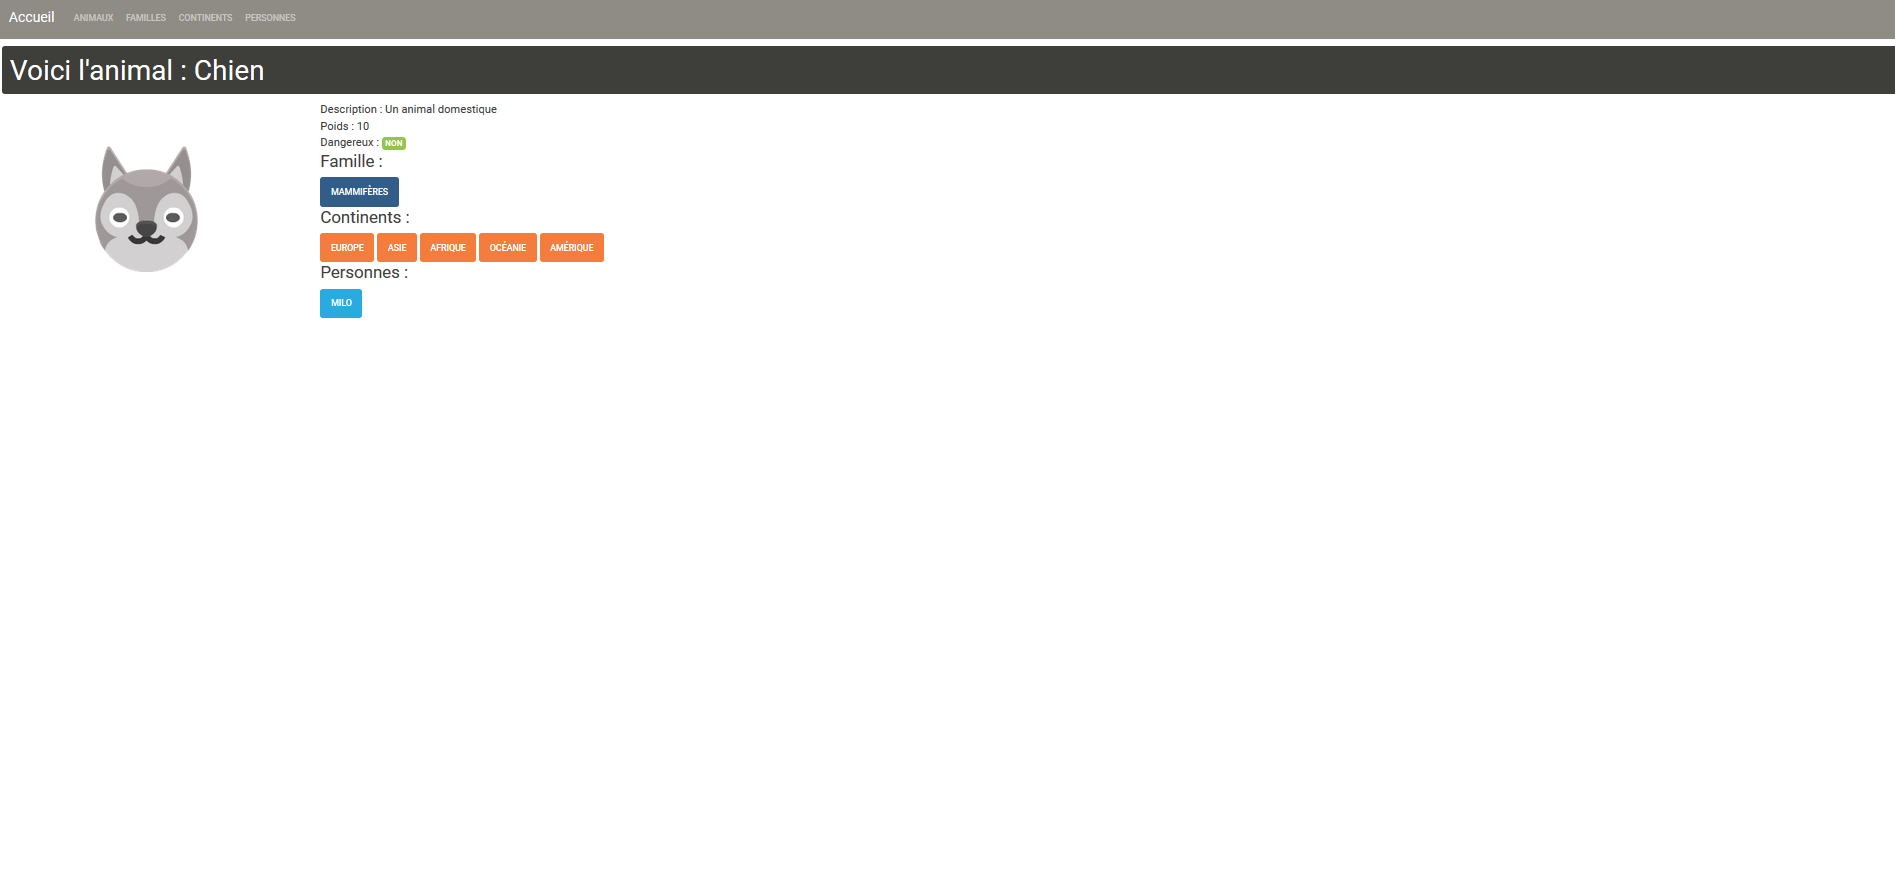 Accueil ANIMAUX FAMILLES CONTINENTS PERSONNES
Voici l'animal : Chien
Description : Un animal domestique
Poids : 10
Dangereux : NON
Famille :
MAMMIFÈRES
Continents :
EUROPE ASIE AFRIQUE OCÉANIE AMÉRIQUE
Personnes :
MILO